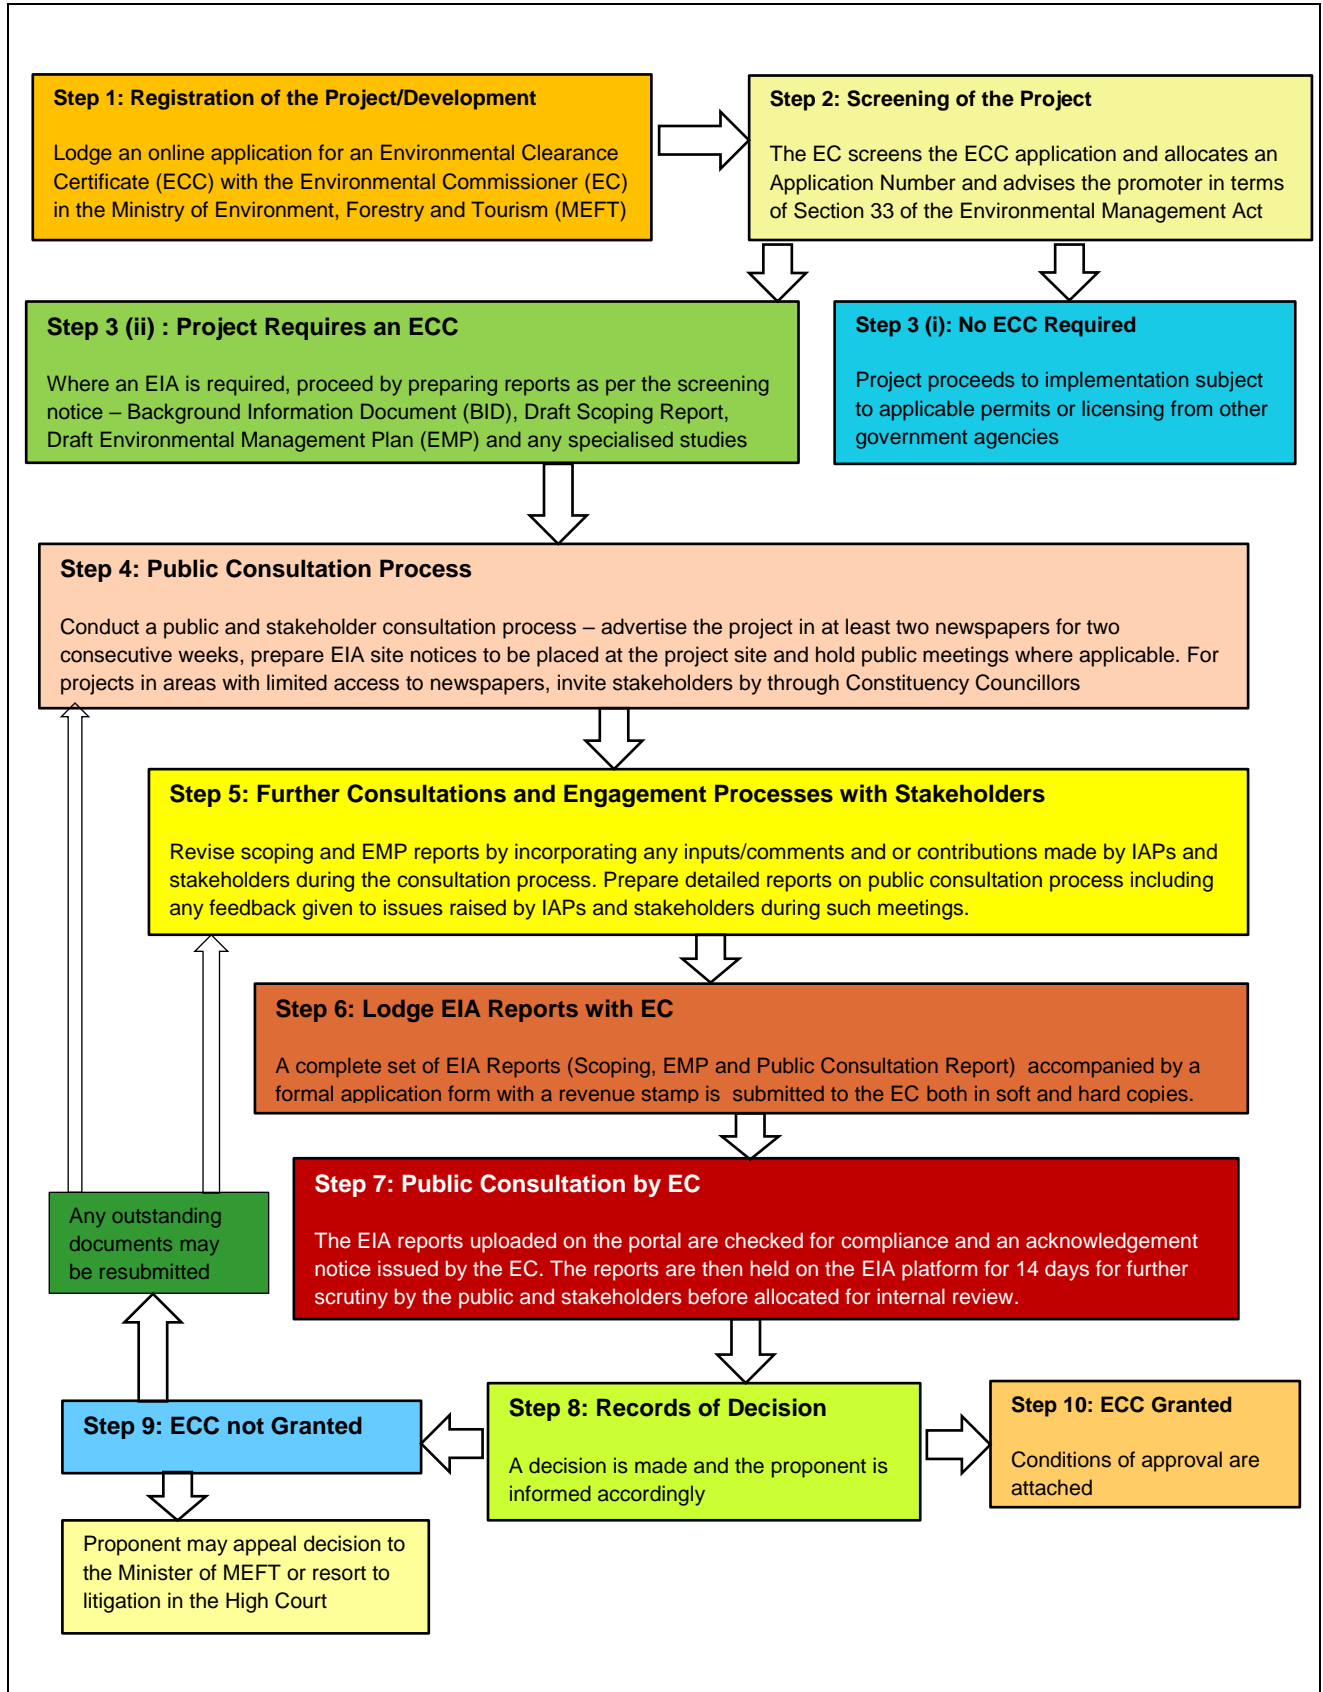 Step 1: Registration of the Project/Development
Lodge an online application for an Environmental Clearance
Certificate (ECC) with the Environmental Commissioner (EC)
in the Ministry of Environment, Forestry and Tourism (MEFT)
Step 2: Screening of the Project
The EC screens the ECC application and allocates an
Application Number and advises the promoter in terms
of Section 33 of the Environmental Management Act
Step 3 (ii) : Project Requires an ECC
Where an EIA is required, proceed by preparing reports as per the screening
notice – Background Information Document (BID), Draft Scoping Report,
Draft Environmental Management Plan (EMP) and any specialised studies
Step 3 (i): No ECC Required
Project proceeds to implementation subject
to applicable permits or licensing from other
government agencies
Step 4: Public Consultation Process
Conduct a public and stakeholder consultation process – advertise the project in at least two newspapers for two
consecutive weeks, prepare EIA site notices to be placed at the project site and hold public meetings where applicable. For
projects in areas with limited access to newspapers, invite stakeholders by through Constituency Councillors
Step 5: Further Consultations and Engagement Processes with Stakeholders
Revise scoping and EMP reports by incorporating any inputs/comments and or contributions made by IAPs and
stakeholders during the consultation process. Prepare detailed reports on public consultation process including
any feedback given to issues raised by IAPs and stakeholders during such meetings.
Step 6: Lodge EIA Reports with EC
A complete set of EIA Reports (Scoping, EMP and Public Consultation Report) accompanied by a
formal application form with a revenue stamp is submitted to the EC both in soft and hard copies.
Step 7: Public Consultation by EC
The EIA reports uploaded on the portal are checked for compliance and an acknowledgement
notice issued by the EC. The reports are then held on the EIA platform for 14 days for further
scrutiny by the public and stakeholders before allocated for internal review.
Any outstanding
documents may
be resubmitted
Step 9: ECC not Granted
Step 8: Records of Decision
A decision is made and the proponent is
informed accordingly
Step 10: ECC Granted
Conditions of approval are
attached
Proponent may appeal decision to
the Minister of MEFT or resort to
litigation in the High Court